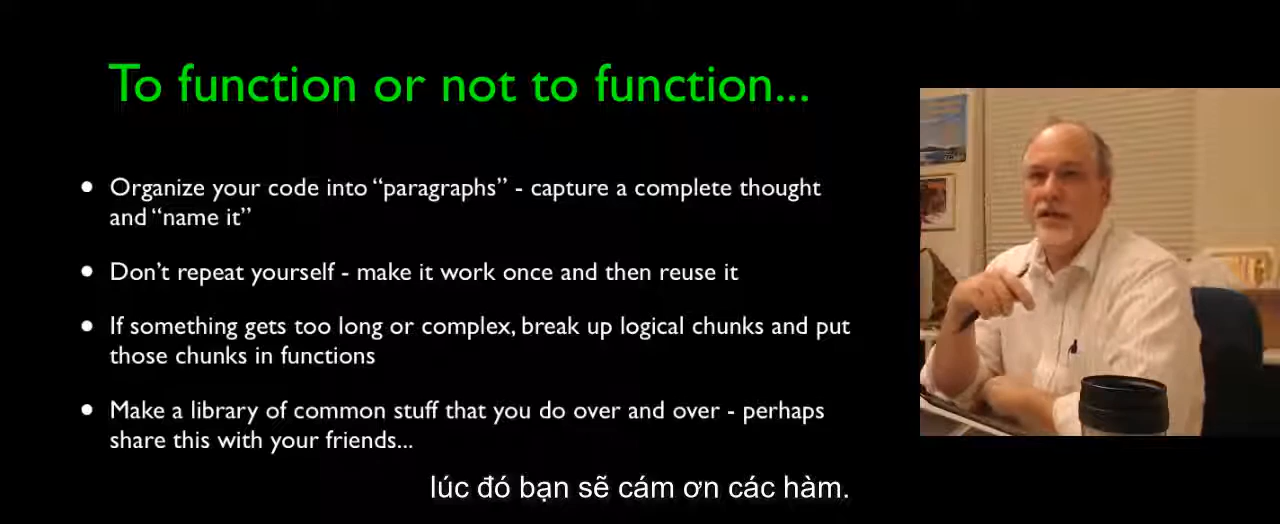 To function or not to function...
Organize your code into “paragraphs” - capture a complete thought
and “name it”
Don’t repeat yourself - make it work once and then reuse it
If something gets too long or complex, break up logical chunks and put
those chunks in functions
Make a library of common stuff that you do over and over - perhaps
share this with your friends...
lúc đó bạn sẽ cám ơn các hàm.